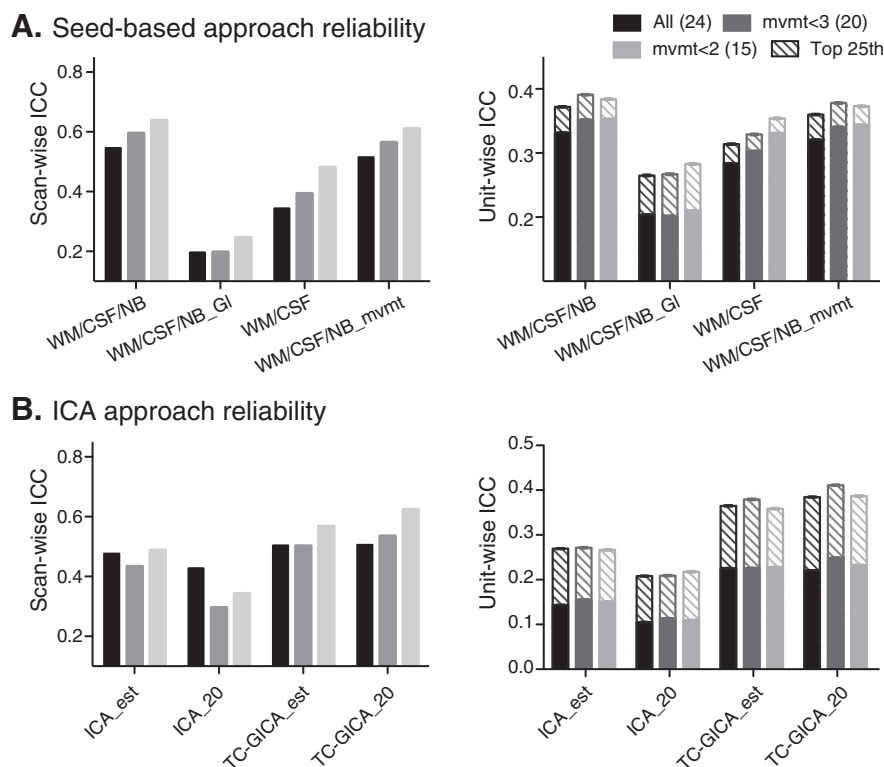 A. Seed-based approach reliability
All (24) mvmt<3 (20)
mvmt<2 (15) Top 25th
Scan-wise ICC
0.8
0.6
0.4
0.2
WM/CSF/NB
WM/CSF/NB_Gl
WM/CSF
WM/CSF/NB_mvmt
Unit-wise ICC
0.4
0.3
0.2
WM/CSF/NB
WM/CSF/NB_Gl
WM/CSF
WM/CSF/NB_mvmt
B. ICA approach reliability
Scan-wise ICC
0.8
0.6
0.4
0.2
ICA_est
ICA_20
TC-GICA_est
TC-GICA_20
Unit-wise ICC
0.5
0.4
0.3
0.2
0.1
0.0
ICA_est
ICA_20
TC-GICA_est
TC-GICA_20